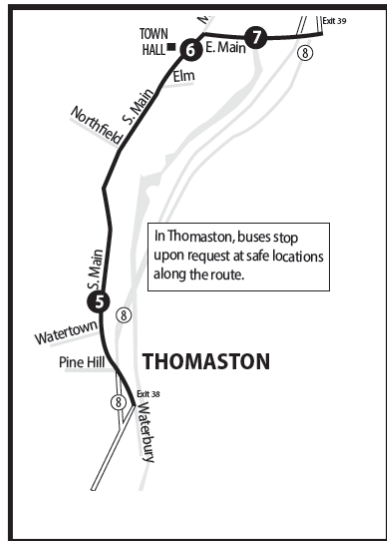 Exit 39
TOWN
HALL
7
6
E. Main
8
Elm
S. Main
Northfield
In Thomaston, buses stop
upon request at safe locations
along the route.
S. Main
5
8
Watertown
Pine Hill
THOMASTON
Exit 38
8
Waterbury